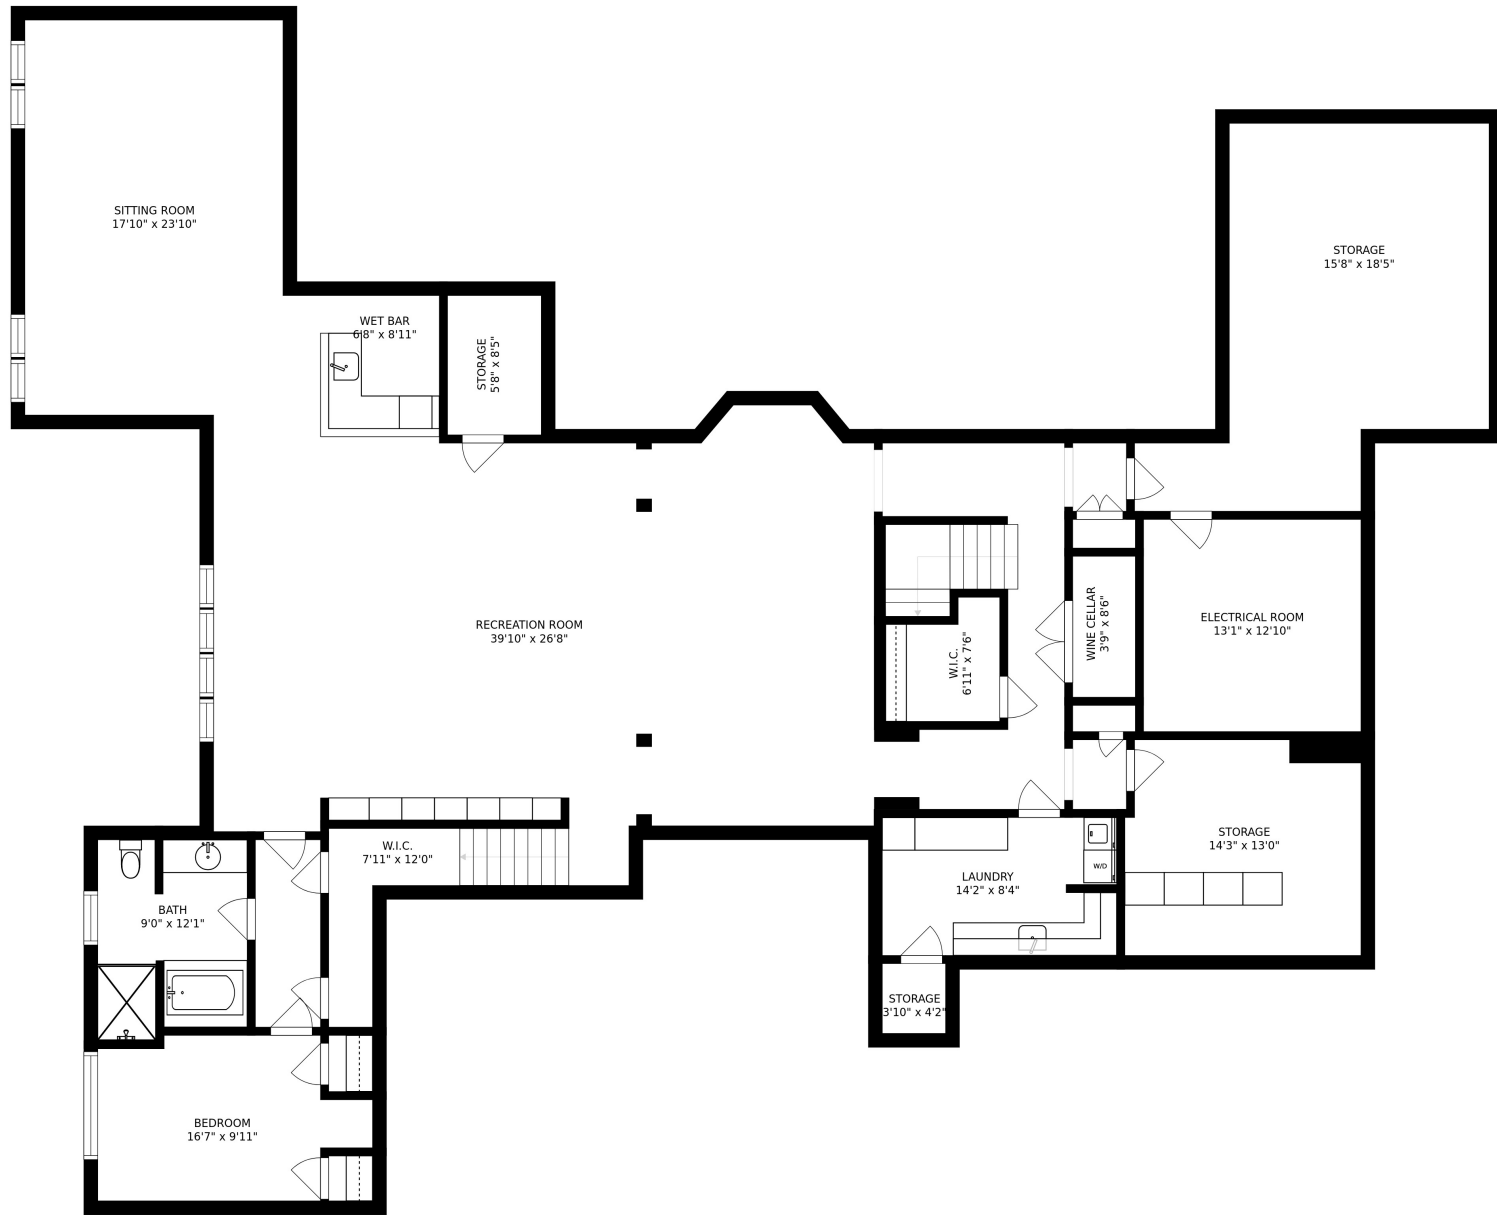 SITTING ROOM
17'10" x 23'10"
STORAGE
15'8" x 18'5"
WET BAR
6'8" x 8'11"
STORAGE
5'8" x 8'5"
RECREATION ROOM
39'10" x 26'8"
W.I.C.
6'11" x 7'6"
WINE CELLAR
3'9" x 8'6"
ELECTRICAL ROOM
13'1" x 12'10"
W.I.C.
7'11" x 12'0"
STORAGE
14'3" x 13'0"
W/D
LAUNDRY
14'2" x 8'4"
BATH
9'0" x 12'1"
STORAGE
3'10" x 4'2"
BEDROOM
16'7" x 9'11"